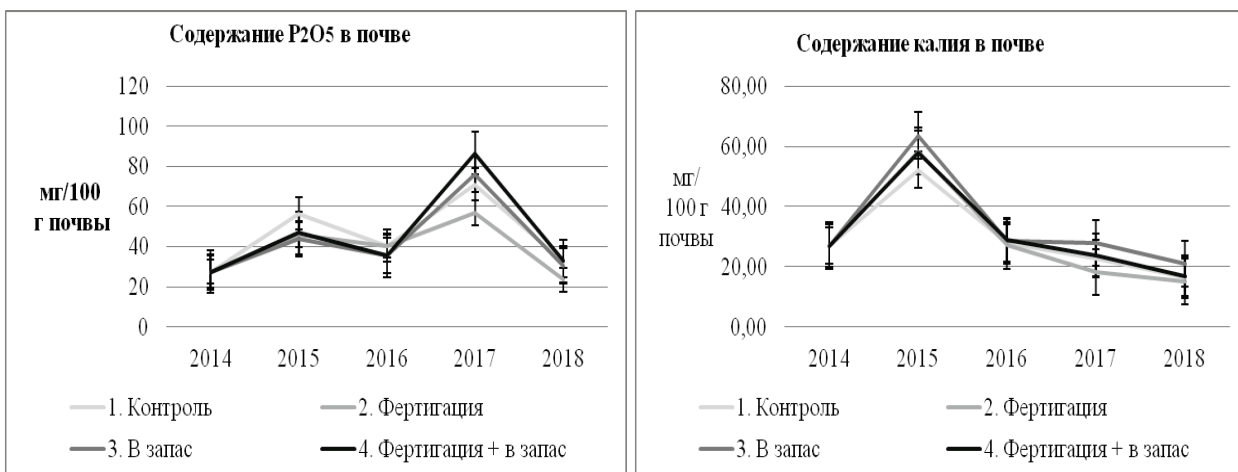 Содержание P2O5 в почве
120
100
80
60
40
20
0
мг/100
г почвы
2014 2015 2016 2017 2018
1. Контроль 2. Фертигация
3. В запас 4. Фертигация + в запас
Содержание калия в почве
80,00
60,00
40,00
20,00
0,00
мг/
100 г
почвы
2014 2015 2016 2017 2018
1. Контроль 2. Фертигация
3. В запас 4. Фертигация + в запас